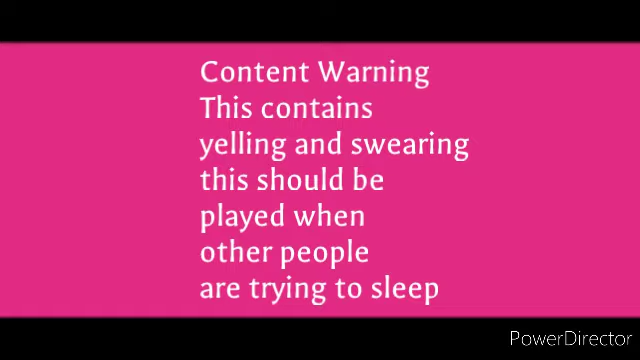 Content Warning
This contains
yelling and swearing
this should be
played when
other people
are trying to sleep
PowerDirector